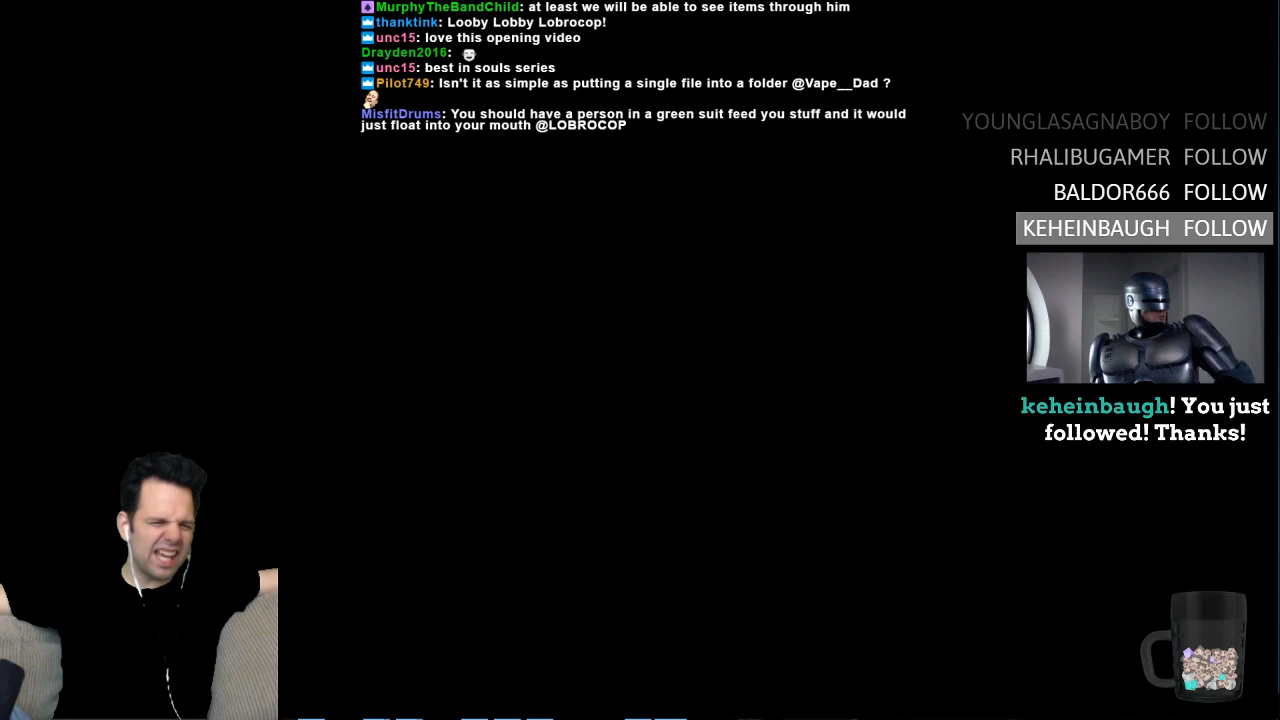 MurphyTheBandChild: at least we will be able to see items through him
thanktink: Looby Lobby Lobrocop!
unc15: love this opening video
Drayden2016:
unc15: best in souls series
Pilot749: Isn't it as simple as putting a single file into a folder @Vape__Dad ?
MisfitDrums: You should have a person in a green suit feed you stuff and it would
just float into your mouth @LOBROCOP
YOUNGLASAGNABOY FOLLOW
RHALIBUGAMER FOLLOW
BALDOR666 FOLLOW
KEHEINBAUGH FOLLOW
keheinbaugh! You just
followed! Thanks!